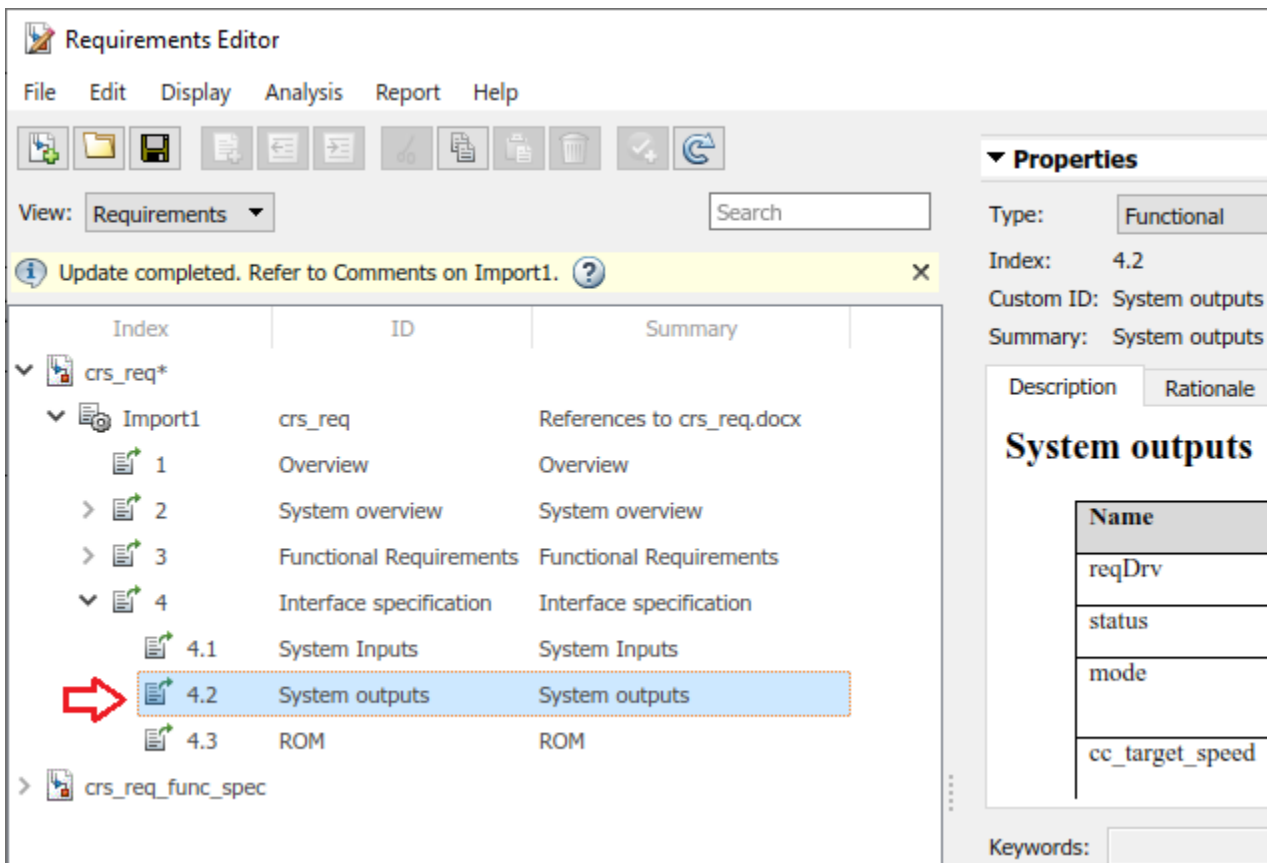 Requirements Editor
File Edit Display Analysis Report Help
View: Requirements Search
Update completed. Refer to Comments on Import1.
Index ID Summary
crs_req*
Import1 crs_req References to crs_req.docx
1 Overview Overview
2 System overview System overview
3 Functional Requirements Functional Requirements
4 Interface specification Interface specification
4.1 System Inputs System Inputs
4.2 System outputs System outputs
4.3 ROM ROM
crs_req_func_spec
Properties
Type: Functional
Index: 4.2
Custom ID: System outputs
Summary: System outputs
Description Rationale
System outputs
Name
reqDrv
status
mode
cc_target_speed
Keywords: